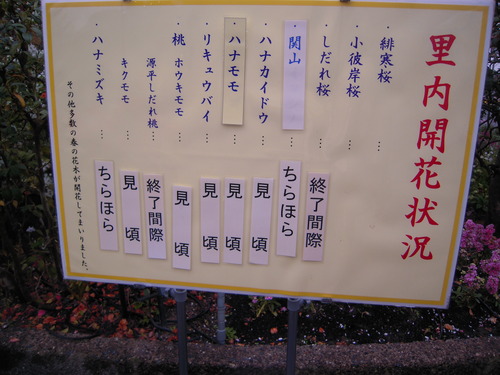 里内開花状況
・緋寒桜 …
・小彼岸桜 …
・しだれ桜 … 終了間際
・関山 … ちらほら
・ハナカイドウ … 見頃
・ハナモモ … 見頃
・リキュウバイ … 見頃
・桃 ホウキモモ … 見頃
源平しだれ桃 … 終了間際
キクモモ … 見頃
・ハナミズキ … ちらほら
その他多数の春の花木が開花してまいりました。